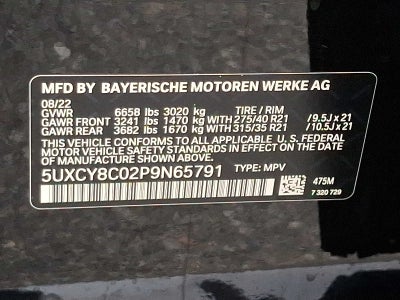 MFD BY BAYERISCHE MOTOREN WERKE AG
08/22
GVWR 6658 lbs 3020 kg TIRE / RIM
GAWR FRONT 3241 lbs 1470 kg WITH 275/40 R21 / 9.5J x 21
GAWR REAR 3682 lbs 1670 kg WITH 315/35 R21 / 10.5J x 21
THIS VEHICLE CONFORMS TO ALL APPLICABLE U.S. FEDERAL
MOTOR VEHICLE SAFETY STANDARDS IN EFFECT ON THE DATE OF
MANUFACTURE SHOWN ABOVE.
5UXCY8C02P9N65791 TYPE: MPV
475M
7 320 729